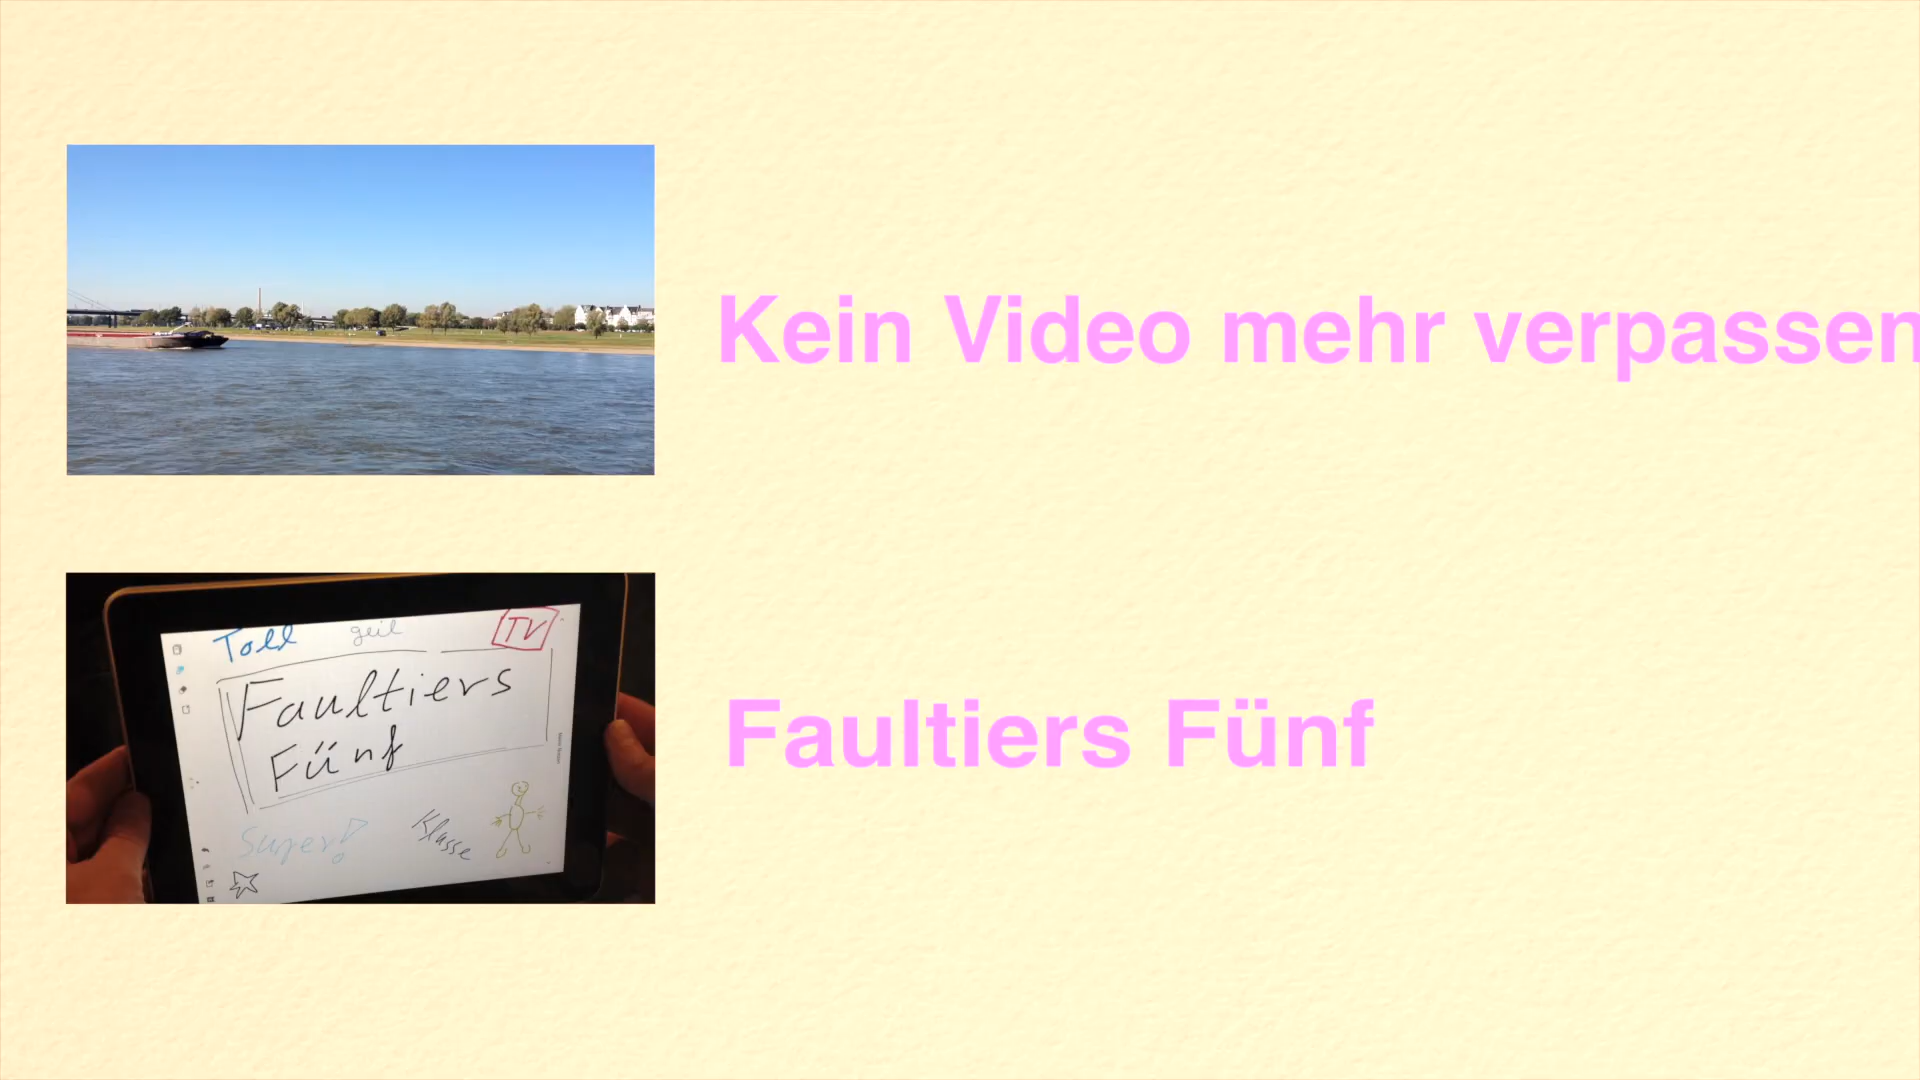 Kein Video mehr verpassen
Toll geil TV
Faultiers
Fünf
Super!
Klasse
Faultiers Fünf